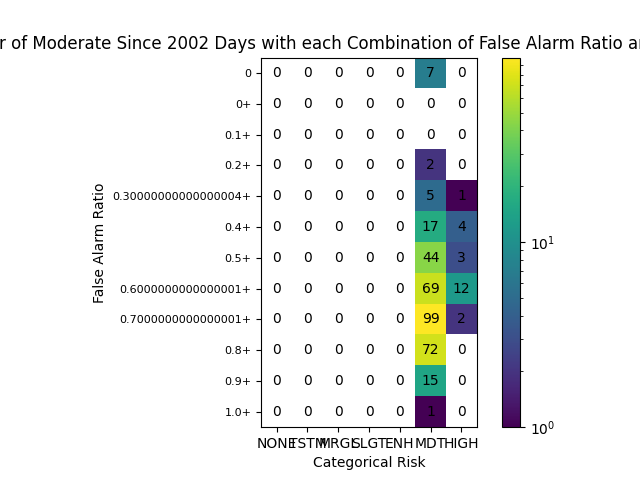 r of Moderate Since 2002 Days with each Combination of False Alarm Ratio a
False Alarm Ratio
0 0 0 0 0 0 7 0
0+ 0 0 0 0 0 0 0
0.1+ 0 0 0 0 0 0 0
0.2+ 0 0 0 0 0 2 0
0.30000000000000004+ 0 0 0 0 0 5 1
0.4+ 0 0 0 0 0 17 4
0.5+ 0 0 0 0 0 44 3
0.6000000000000001+ 0 0 0 0 0 69 12
0.7000000000000001+ 0 0 0 0 0 99 2
0.8+ 0 0 0 0 0 72 0
0.9+ 0 0 0 0 0 15 0
1.0+ 0 0 0 0 0 1 0
NONE TSTM MRGL SLGT ENH MDT HIGH
Categorical Risk
10¹
10⁰